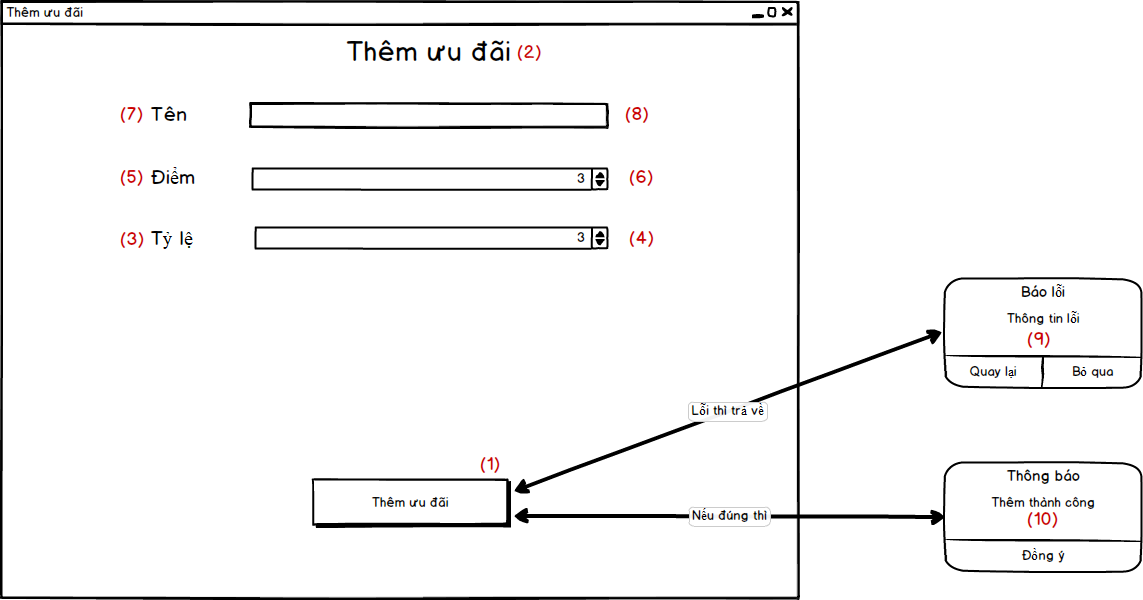 Thêm ưu đãi
Thêm ưu đãi (2)
(7) Tên (8)
(5) Điểm 3 (6)
(3) Tỷ lệ 3 (4)
Báo lỗi
Thông tin lỗi
(9)
Quay lại Bỏ qua
Lỗi thì trả về
(1)
Thêm ưu đãi
Nếu đúng thì
Thông báo
Thêm thành công
(10)
Đồng ý